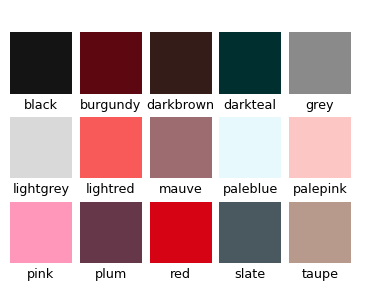 black burgundy darkbrown darkteal grey
lightgrey lightred mauve paleblue palepink
pink plum red slate taupe